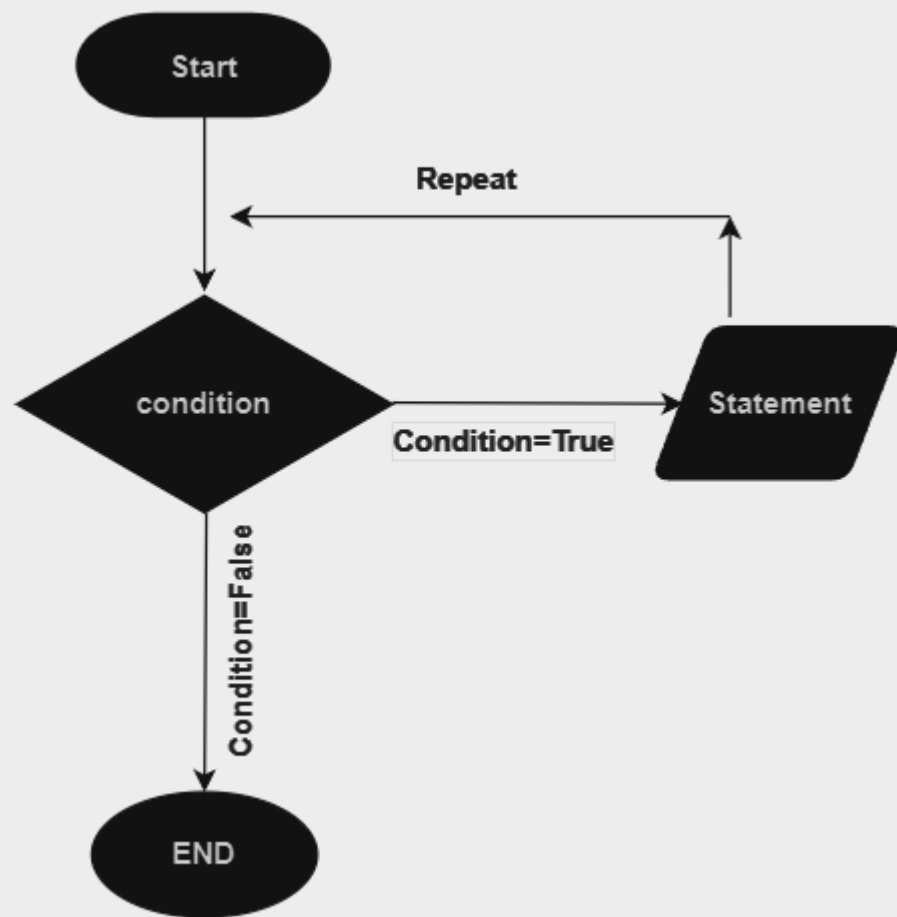 Start
Repeat
condition
Condition=True
Statement
Condition=False
END